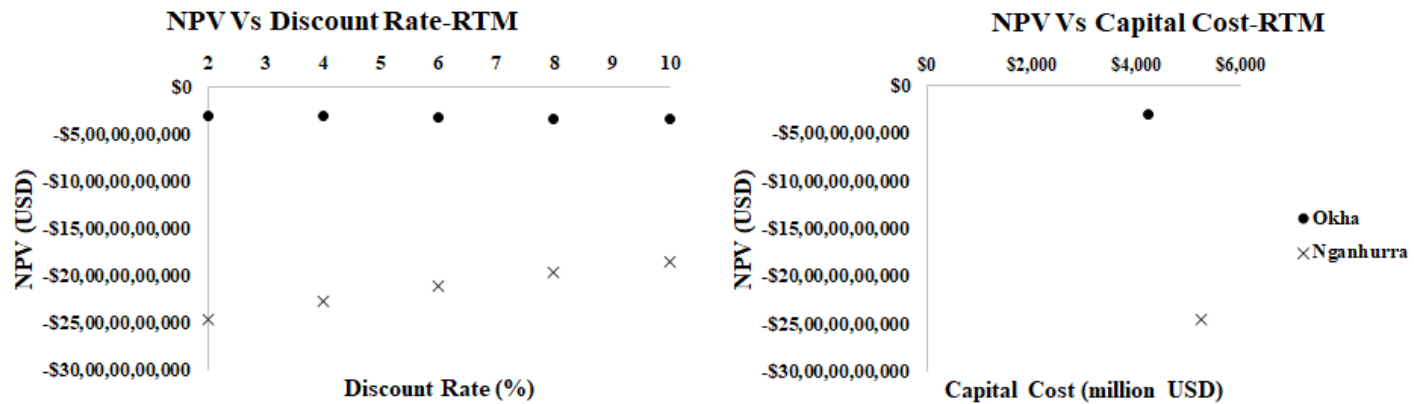 NPV Vs Discount Rate-RTM
2 3 4 5 6 7 8 9 10
$0
-$5,00,00,00,000
-$10,00,00,00,000
-$15,00,00,00,000
-$20,00,00,00,000
-$25,00,00,00,000
-$30,00,00,00,000
NPV (USD)
Discount Rate (%)
NPV Vs Capital Cost-RTM
$0 $2,000 $4,000 $6,000
$0
-$5,00,00,00,000
-$10,00,00,00,000
-$15,00,00,00,000
-$20,00,00,00,000
-$25,00,00,00,000
-$30,00,00,00,000
NPV (USD)
Capital Cost (million USD)
Okha
Nganhurra